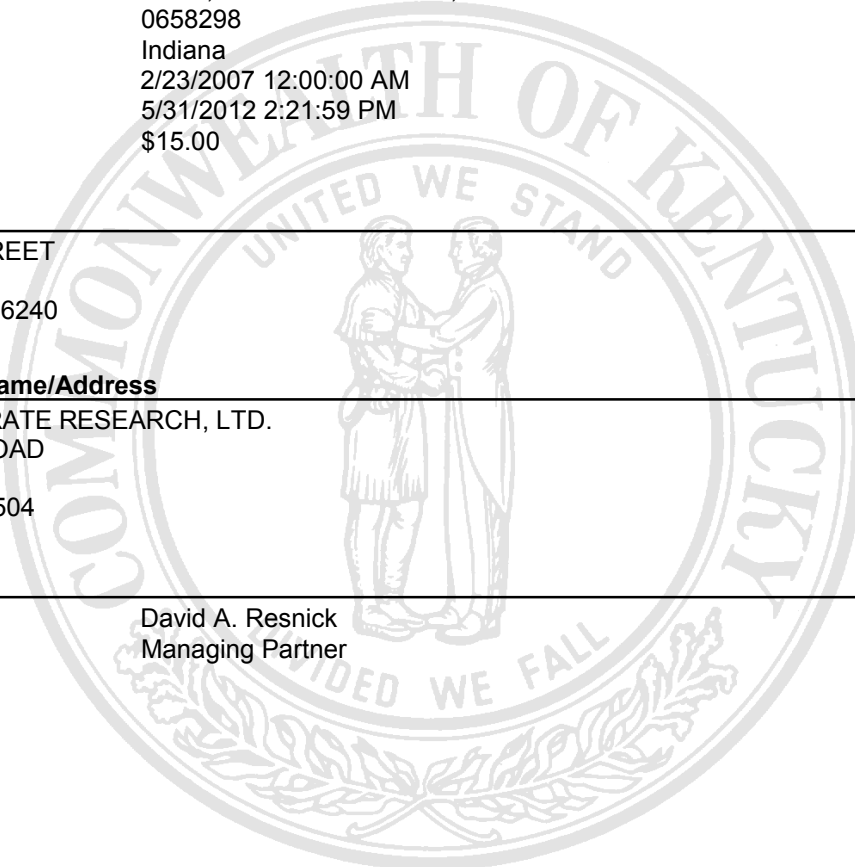 0658298
Indiana
2/23/2007 12:00:00 AM
5/31/2012 2:21:59 PM
$15.00
REET
6240
ame/Address
RATE RESEARCH, LTD.
OAD
504
David A. Resnick
Managing Partner
COMMONWEALTH OF KENTUCKY
UNITED WE STAND
DIVIDED WE FALL